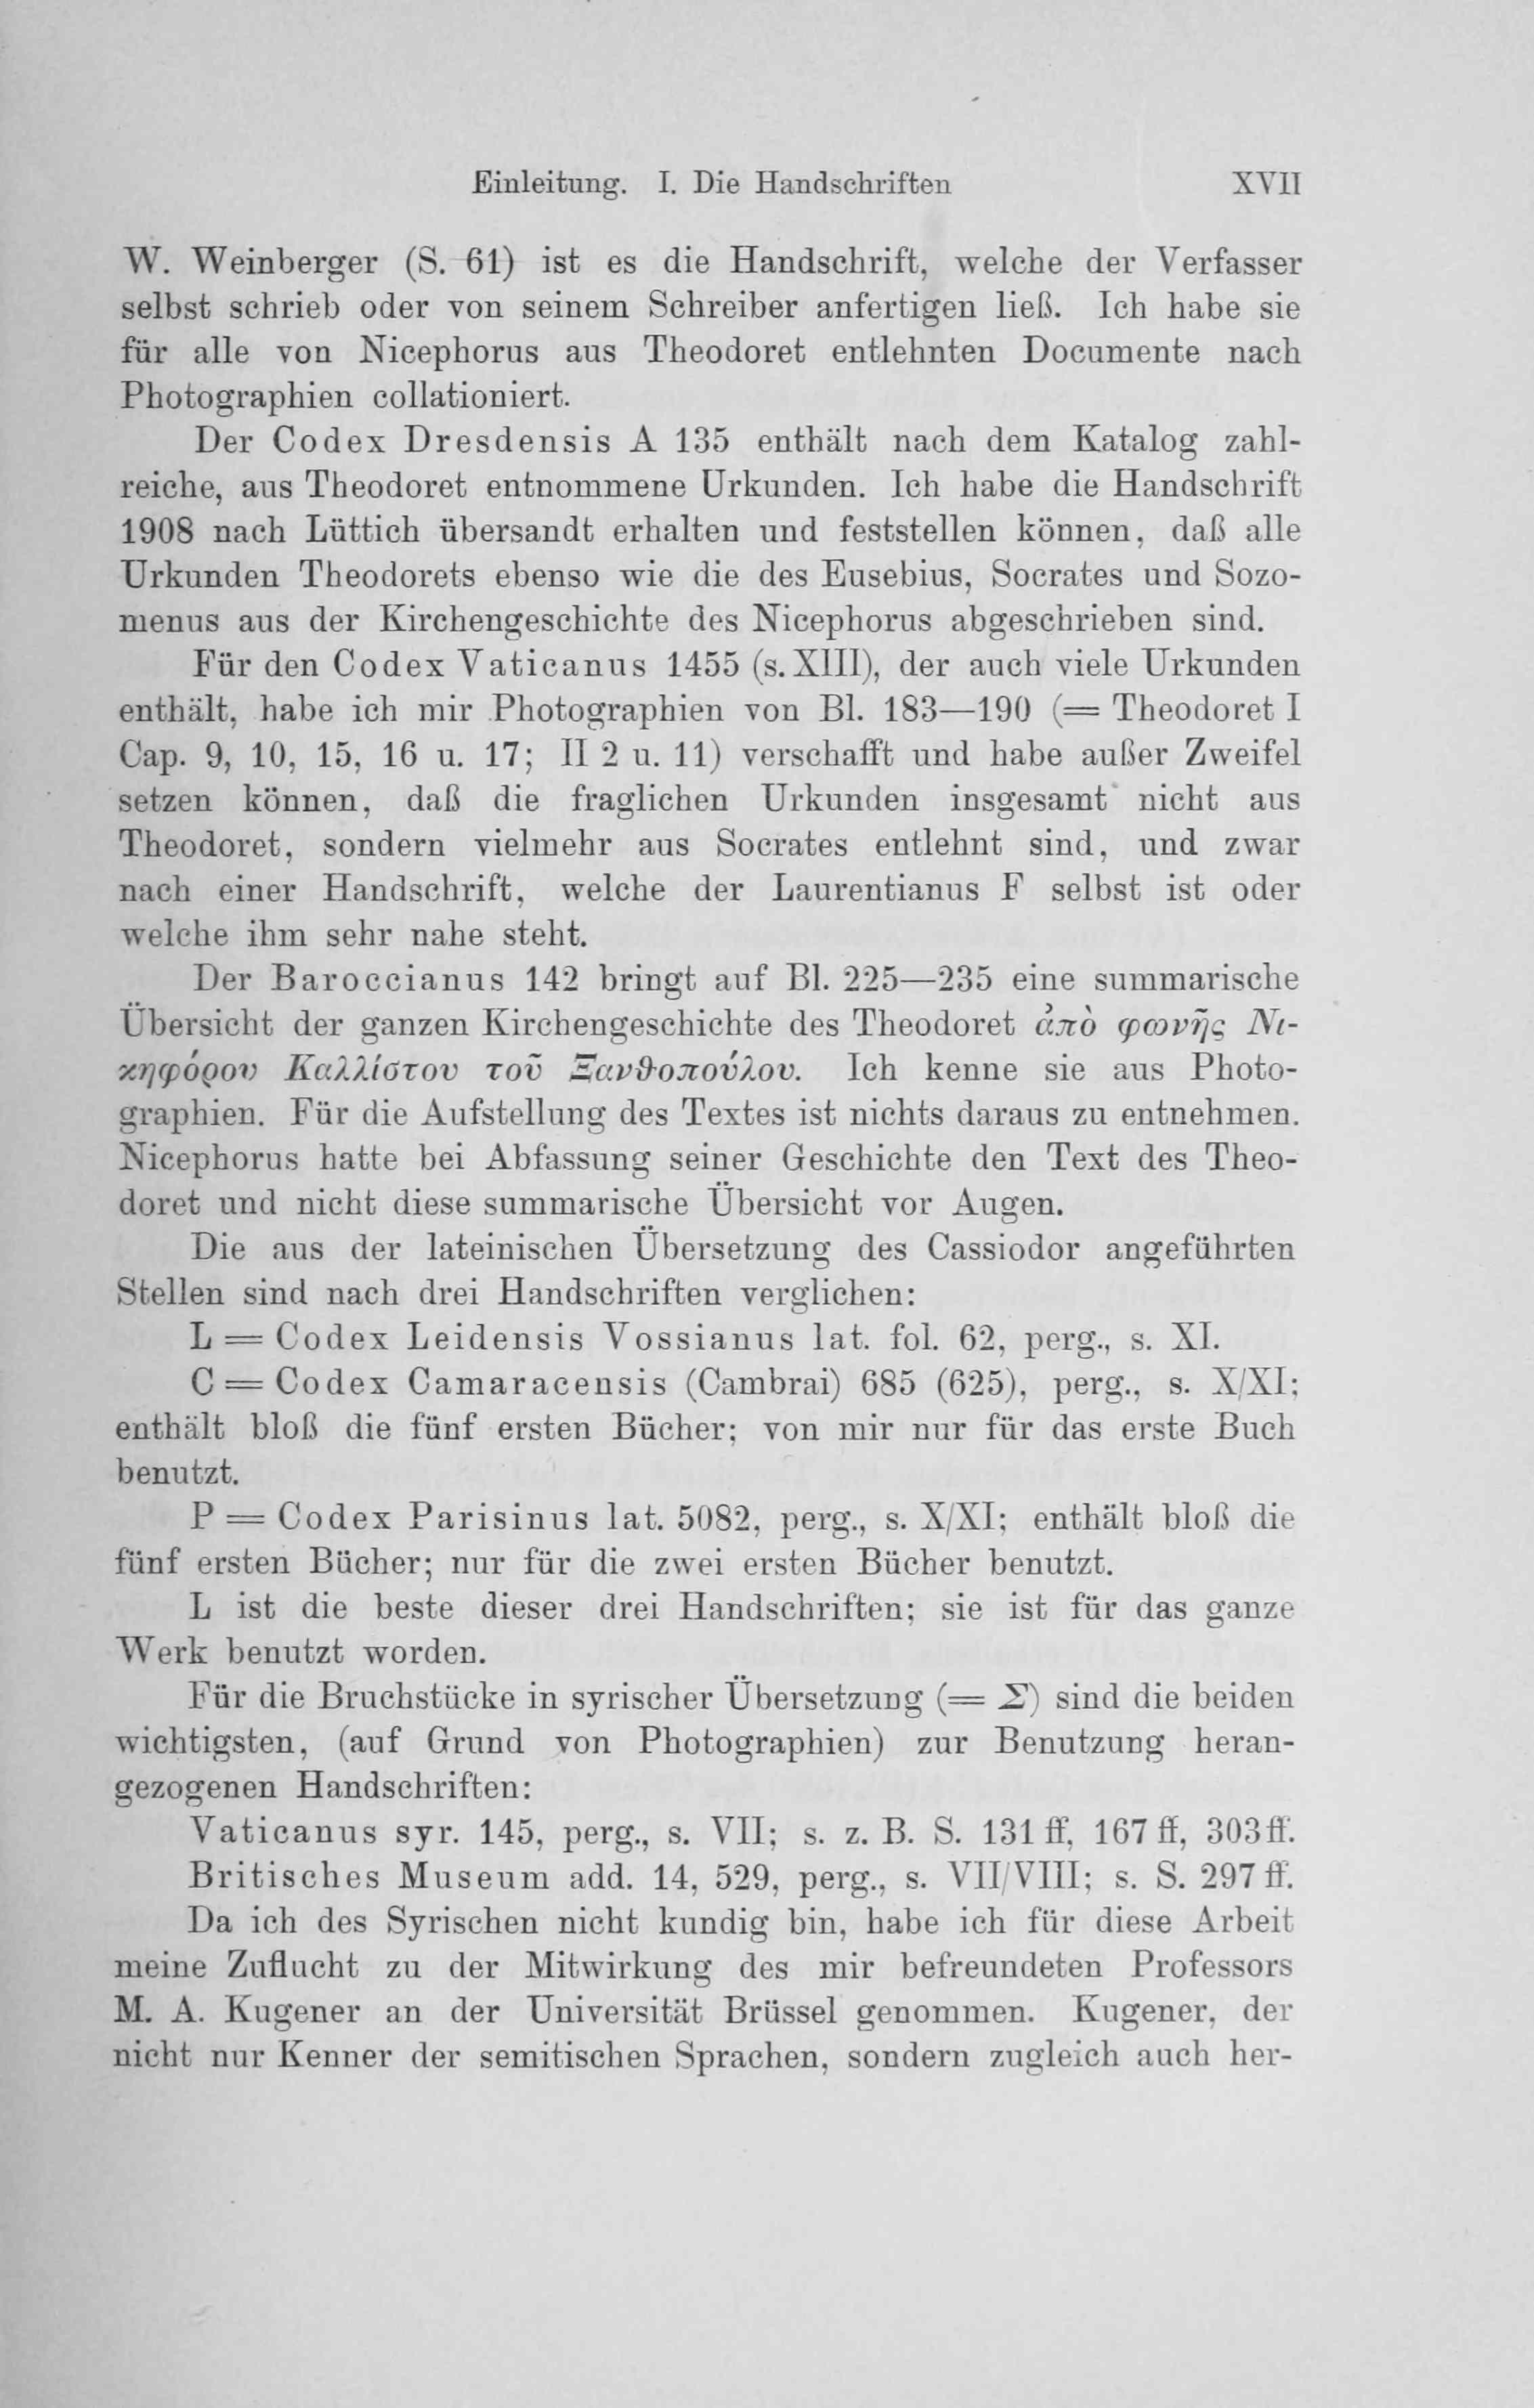 Einleitung. I. Die Handschriften XVII
W. Weinberger (S. 61) ist es die Handschrift, welche der Verfasser
selbst schrieb oder von seinem Schreiber anfertigen ließ. Ich habe sie
für alle von Nicephorus aus Theodoret entlehnten Documente nach
Photographien collationiert.
Der Codex Dresdensis A 135 enthält nach dem Katalog zahl-
reiche, aus Theodoret entnommene Urkunden. Ich habe die Handschrift
1908 nach Lüttich übersandt erhalten und feststellen können, daß alle
Urkunden Theodorets ebenso wie die des Eusebius, Socrates und Sozo-
menus aus der Kirchengeschichte des Nicephorus abgeschrieben sind.
Für den Codex Vaticanus 1455 (s. XIII), der auch viele Urkunden
enthält, habe ich mir Photographien von Bl. 183—190 (= Theodoret I
Cap. 9, 10, 15, 16 u. 17; II 2 u. 11) verschafft und habe außer Zweifel
setzen können, daß die fraglichen Urkunden insgesamt nicht aus
Theodoret, sondern vielmehr aus Socrates entlehnt sind, und zwar
nach einer Handschrift, welche der Laurentianus F selbst ist oder
welche ihm sehr nahe steht.
Der Baroccianus 142 bringt auf Bl. 225—235 eine summarische
Übersicht der ganzen Kirchengeschichte des Theodoret ἀπὸ φωνῆς Νι-
κηφόρου Καλλίστου τοῦ Ξανθοπούλου. Ich kenne sie aus Photo-
graphien. Für die Aufstellung des Textes ist nichts daraus zu entnehmen.
Nicephorus hatte bei Abfassung seiner Geschichte den Text des Theo-
doret und nicht diese summarische Übersicht vor Augen.
Die aus der lateinischen Übersetzung des Cassiodor angeführten
Stellen sind nach drei Handschriften verglichen:
L = Codex Leidensis Vossianus lat. fol. 62, perg., s. XI.
C = Codex Camaracensis (Cambrai) 685 (625), perg., s. X/XI;
enthält bloß die fünf ersten Bücher; von mir nur für das erste Buch
benutzt.
P = Codex Parisinus lat. 5082, perg., s. X/XI; enthält bloß die
fünf ersten Bücher; nur für die zwei ersten Bücher benutzt.
L ist die beste dieser drei Handschriften; sie ist für das ganze
Werk benutzt worden.
Für die Bruchstücke in syrischer Übersetzung (= Σ) sind die beiden
wichtigsten, (auf Grund von Photographien) zur Benutzung heran-
gezogenen Handschriften:
Vaticanus syr. 145, perg., s. VII; s. z. B. S. 131 ff, 167 ff, 303 ff.
Britisches Museum add. 14, 529, perg., s. VII/VIII; s. S. 297 ff.
Da ich des Syrischen nicht kundig bin, habe ich für diese Arbeit
meine Zuflucht zu der Mitwirkung des mir befreundeten Professors
M. A. Kugener an der Universität Brüssel genommen. Kugener, der
nicht nur Kenner der semitischen Sprachen, sondern zugleich auch her-